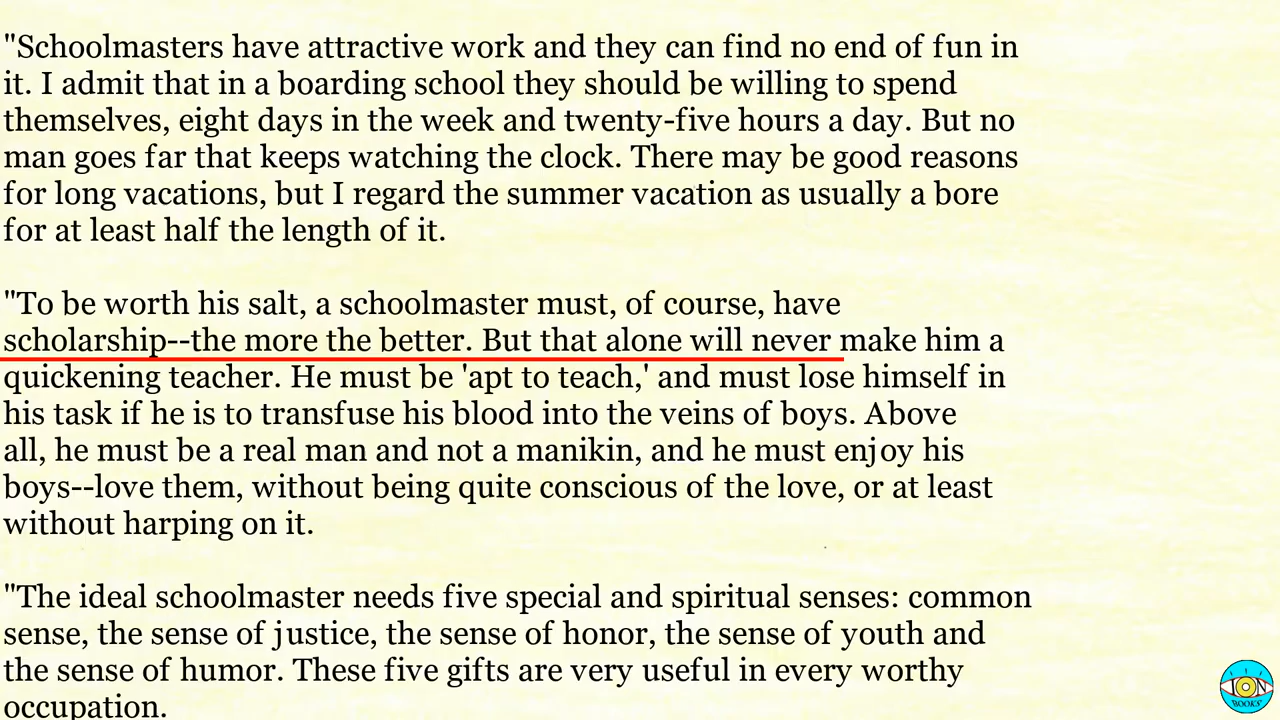 "Schoolmasters have attractive work and they can find no end of fun in
it. I admit that in a boarding school they should be willing to spend
themselves, eight days in the week and twenty-five hours a day. But no
man goes far that keeps watching the clock. There may be good reasons
for long vacations, but I regard the summer vacation as usually a bore
for at least half the length of it.
"To be worth his salt, a schoolmaster must, of course, have
scholarship--the more the better. But that alone will never make him a
quickening teacher. He must be 'apt to teach,' and must lose himself in
his task if he is to transfuse his blood into the veins of boys. Above
all, he must be a real man and not a manikin, and he must enjoy his
boys--love them, without being quite conscious of the love, or at least
without harping on it.
"The ideal schoolmaster needs five special and spiritual senses: common
sense, the sense of justice, the sense of honor, the sense of youth and
the sense of humor. These five gifts are very useful in every worthy
occupation.
ION
BOOKS